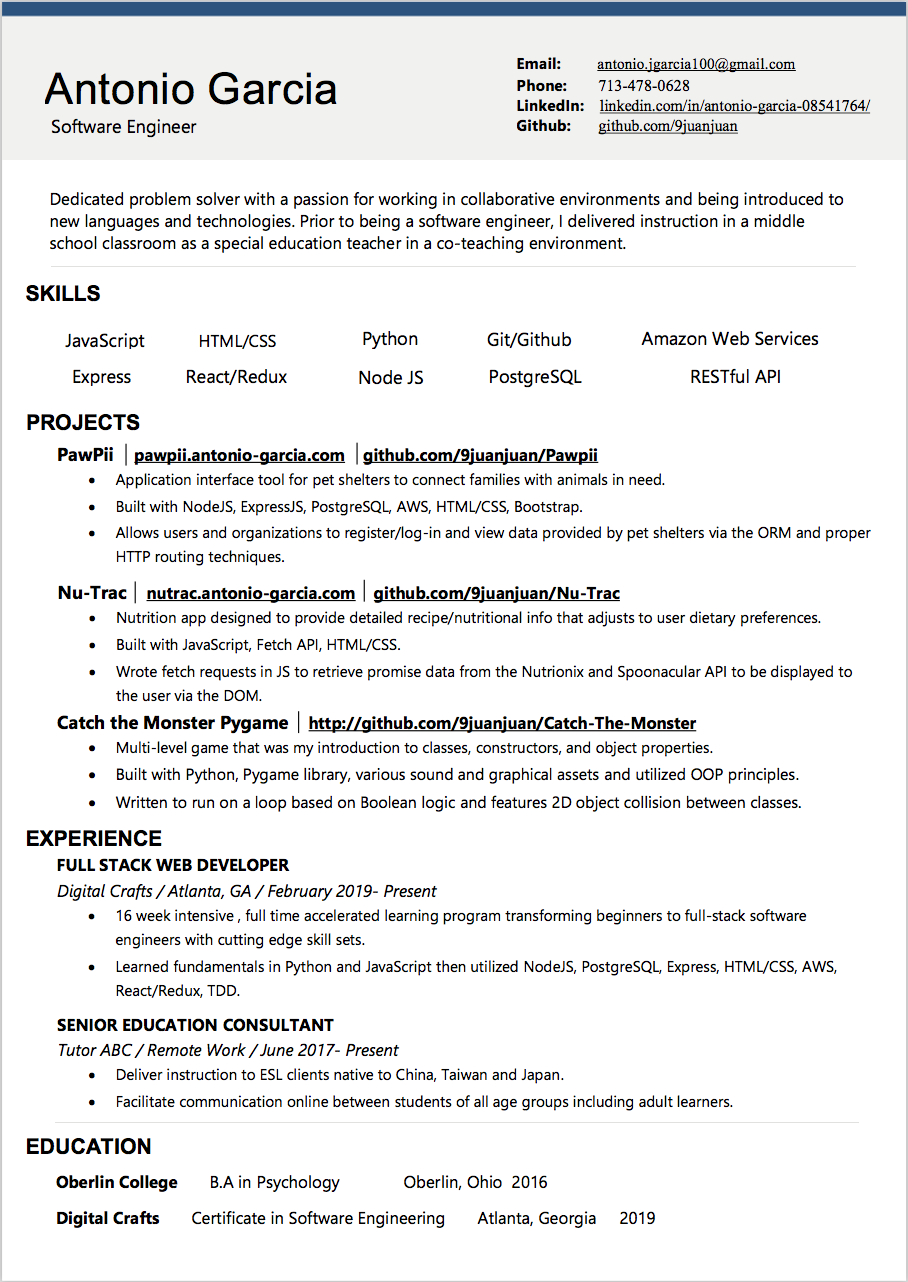 Antonio Garcia
Software Engineer
Email: antonio.jgarcia100@gmail.com
Phone: 713-478-0628
LinkedIn: linkedin.com/in/antonio-garcia-08541764/
Github: github.com/9juanjuan
Dedicated problem solver with a passion for working in collaborative environments and being introduced to
new languages and technologies. Prior to being a software engineer, I delivered instruction in a middle
school classroom as a special education teacher in a co-teaching environment.
SKILLS
JavaScript HTML/CSS Python Git/Github Amazon Web Services
Express React/Redux Node JS PostgreSQL RESTful API
PROJECTS
PawPii | pawpii.antonio-garcia.com | github.com/9juanjuan/Pawpii
• Application interface tool for pet shelters to connect families with animals in need.
• Built with NodeJS, ExpressJS, PostgreSQL, AWS, HTML/CSS, Bootstrap.
• Allows users and organizations to register/log-in and view data provided by pet shelters via the ORM and proper
HTTP routing techniques.
Nu-Trac | nutrac.antonio-garcia.com | github.com/9juanjuan/Nu-Trac
• Nutrition app designed to provide detailed recipe/nutritional info that adjusts to user dietary preferences.
• Built with JavaScript, Fetch API, HTML/CSS.
• Wrote fetch requests in JS to retrieve promise data from the Nutrionix and Spoonacular API to be displayed to
the user via the DOM.
Catch the Monster Pygame | http://github.com/9juanjuan/Catch-The-Monster
• Multi-level game that was my introduction to classes, constructors, and object properties.
• Built with Python, Pygame library, various sound and graphical assets and utilized OOP principles.
• Written to run on a loop based on Boolean logic and features 2D object collision between classes.
EXPERIENCE
FULL STACK WEB DEVELOPER
Digital Crafts / Atlanta, GA / February 2019- Present
• 16 week intensive , full time accelerated learning program transforming beginners to full-stack software
engineers with cutting edge skill sets.
• Learned fundamentals in Python and JavaScript then utilized NodeJS, PostgreSQL, Express, HTML/CSS, AWS,
React/Redux, TDD.
SENIOR EDUCATION CONSULTANT
Tutor ABC / Remote Work / June 2017- Present
• Deliver instruction to ESL clients native to China, Taiwan and Japan.
• Facilitate communication online between students of all age groups including adult learners.
EDUCATION
Oberlin College B.A in Psychology Oberlin, Ohio 2016
Digital Crafts Certificate in Software Engineering Atlanta, Georgia 2019